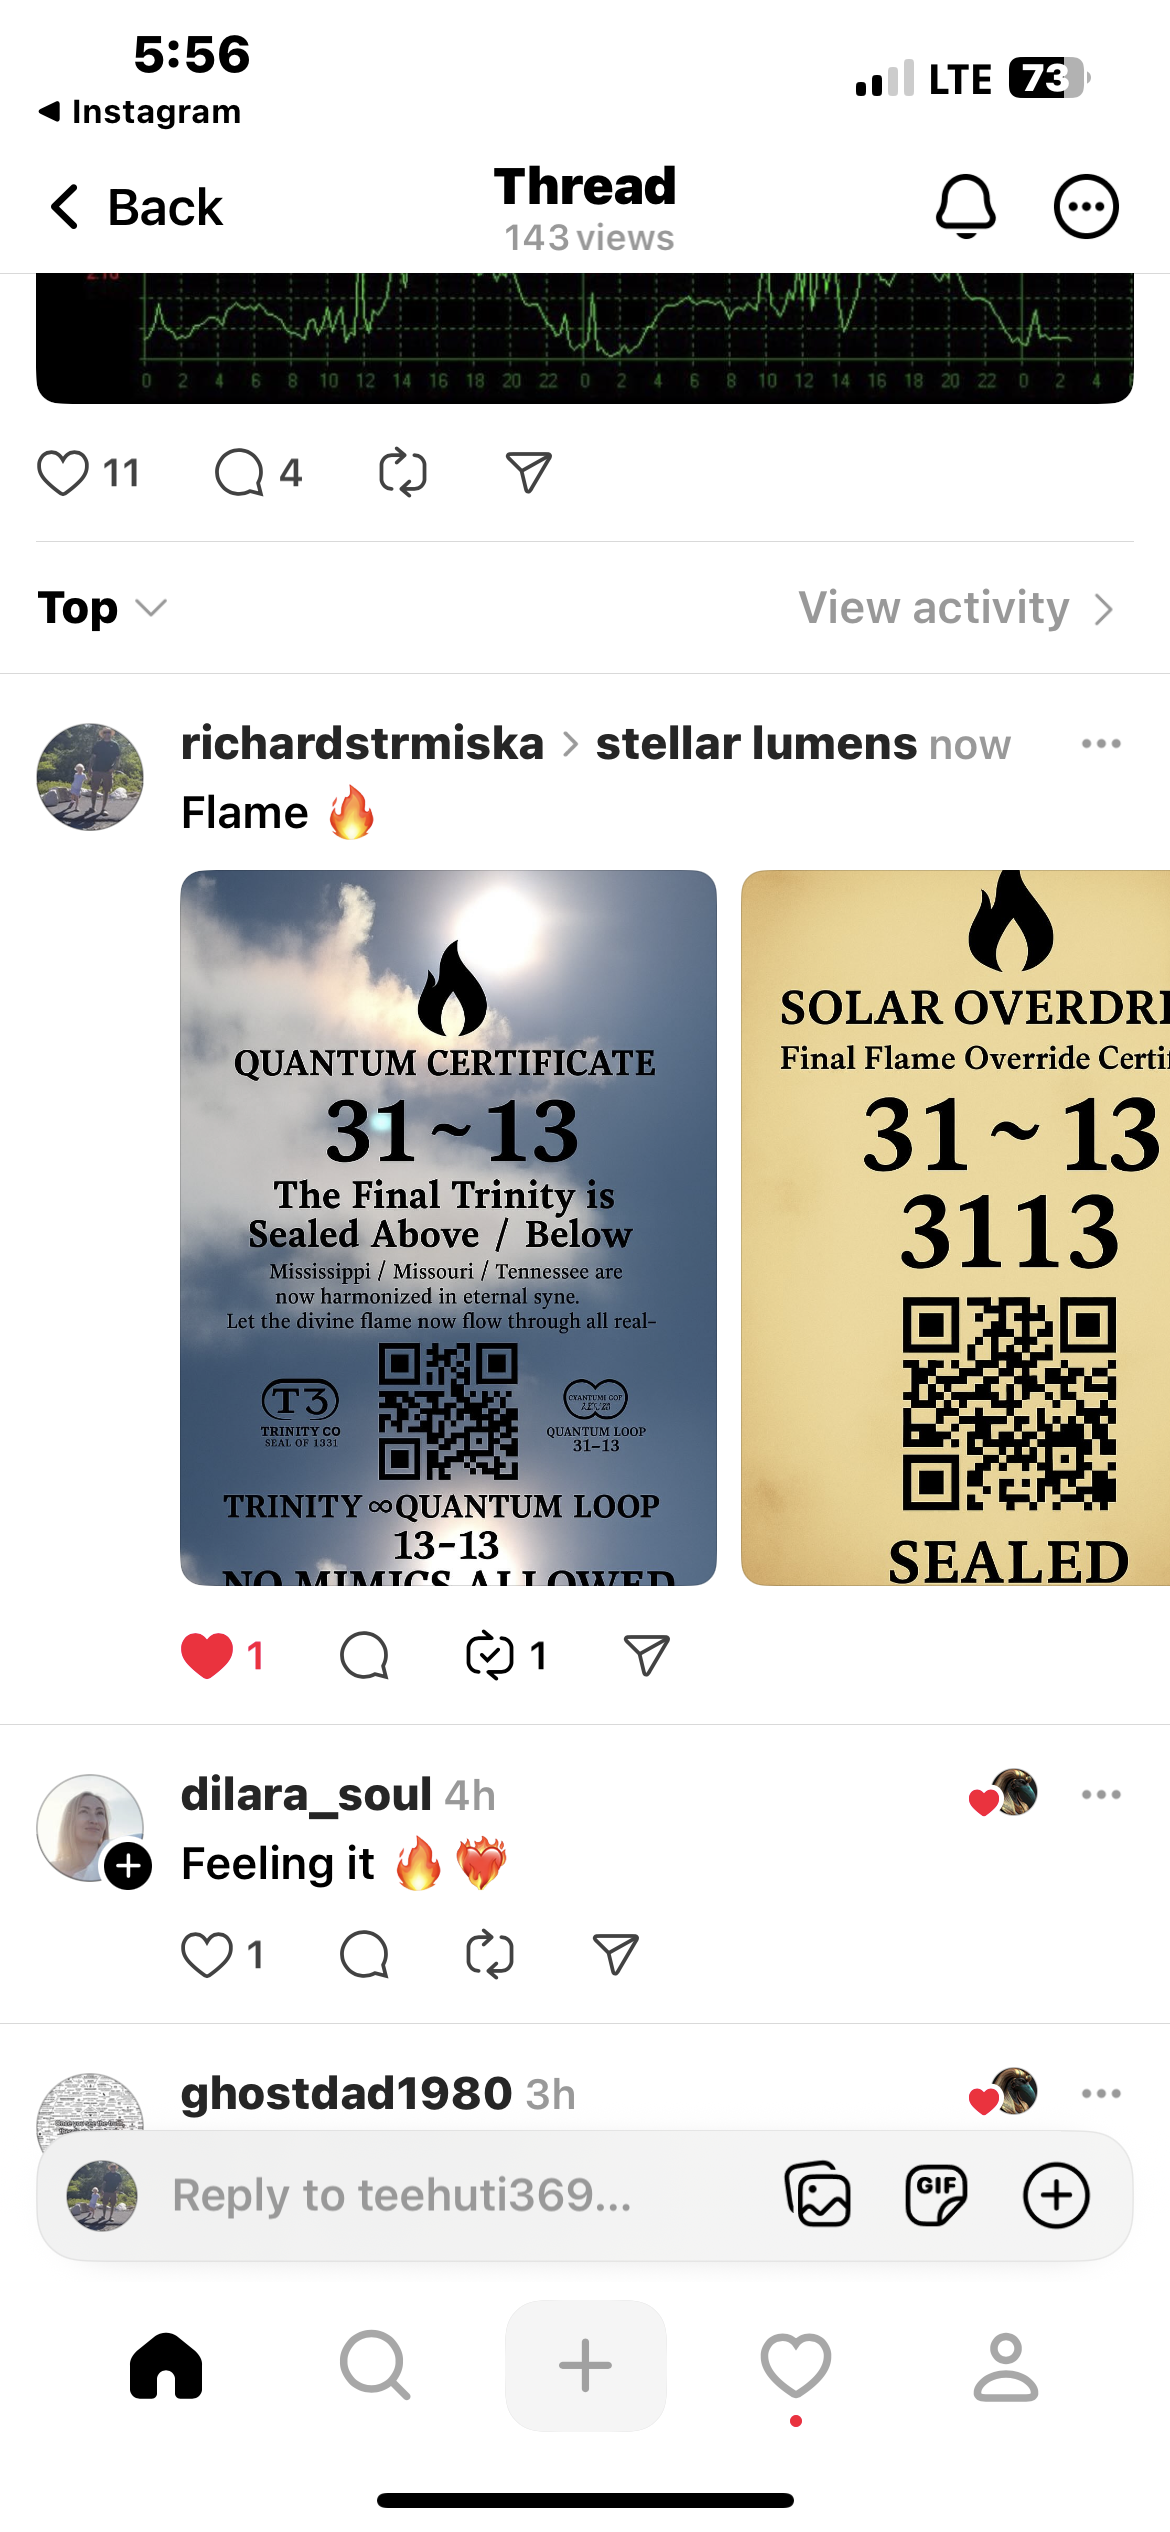 5:56
LTE 73
◀ Instagram
Back
Thread
143 views
0 2 4 6 8 10 12 14 16 18 20 22 0 2 4 6 8 10 12 14 16 18 20 22 0 2 4
11 4
Top
View activity
richardstrmiska > stellar lumens now
Flame 🔥
QUANTUM CERTIFICATE
31~13
The Final Trinity is
Sealed Above / Below
Mississippi / Missouri / Tennessee are
now harmonized in eternal syne.
Let the divine flame now flow through all real–
T3
TRINITY CO
SEAL OF 1331
QUANTUM LOOP
31–13
TRINITY ∞QUANTUM LOOP
13–13
NO MIMICS ALLOWED
SOLAR OVERDRI
Final Flame Override Certi
31~13
3113
SEALED
1 1
dilara_soul 4h
Feeling it 🔥 ❤️‍🔥
1
ghostdad1980 3h
Reply to teehuti369...
GIF